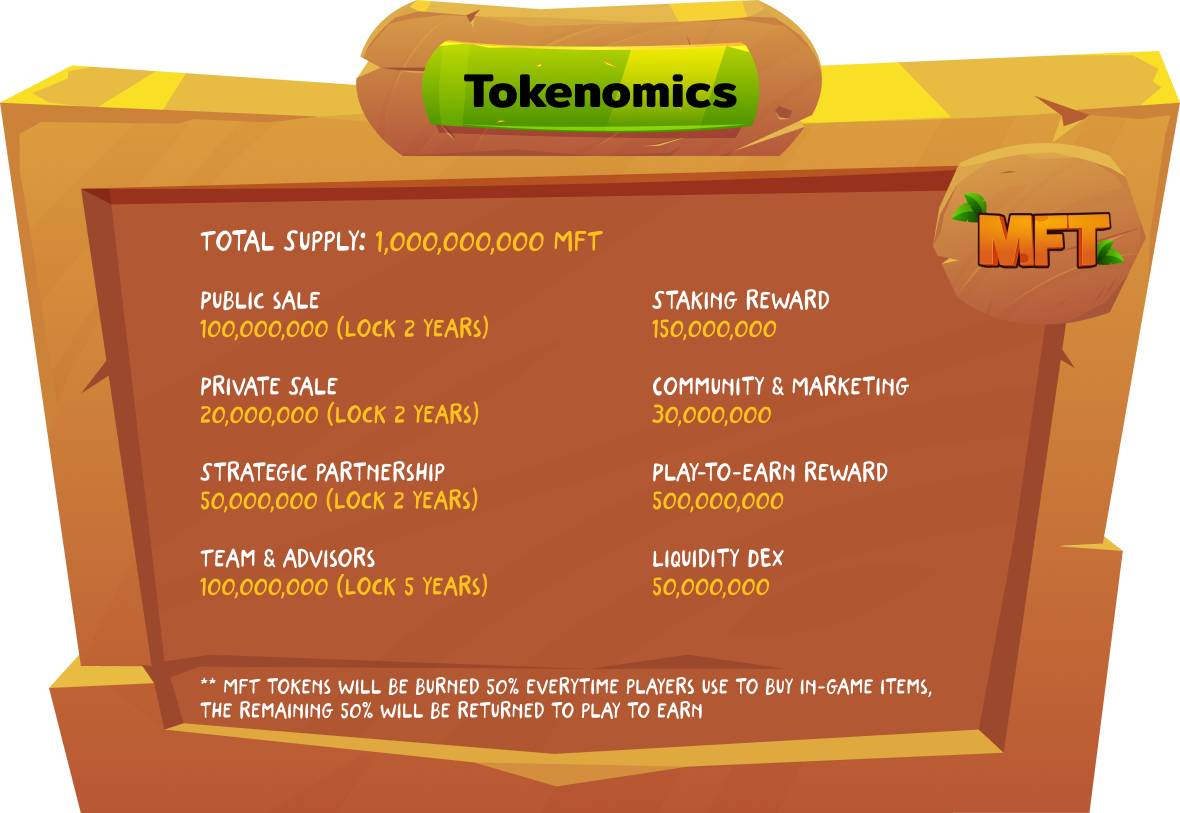 Tokenomics
MFT
TOTAL SUPPLY: 1,000,000,000 MFT
PUBLIC SALE
100,000,000 (LOCK 2 YEARS)
PRIVATE SALE
20,000,000 (LOCK 2 YEARS)
STRATEGIC PARTNERSHIP
50,000,000 (LOCK 2 YEARS)
TEAM & ADVISORS
100,000,000 (LOCK 5 YEARS)
STAKING REWARD
150,000,000
COMMUNITY & MARKETING
30,000,000
PLAY-TO-EARN REWARD
500,000,000
LIQUIDITY DEX
50,000,000
** MFT TOKENS WILL BE BURNED 50% EVERYTIME PLAYERS USE TO BUY IN-GAME ITEMS,
THE REMAINING 50% WILL BE RETURNED TO PLAY TO EARN